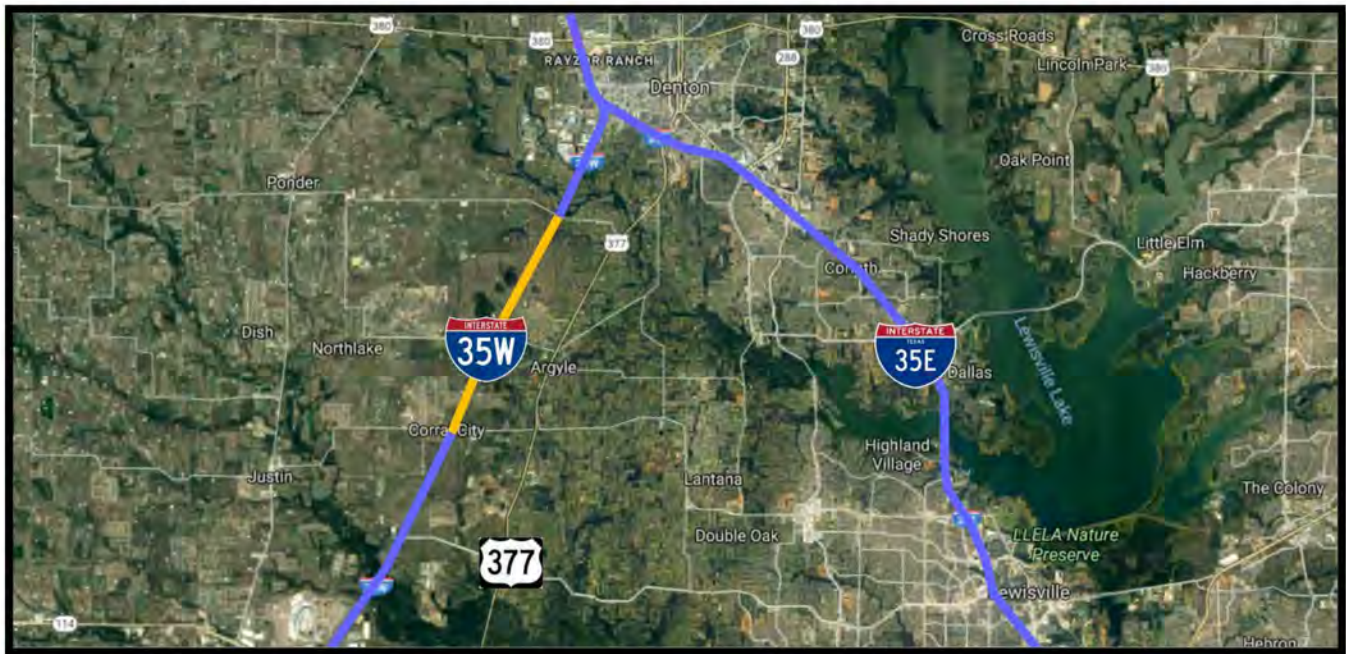 380
380
380
Cross Roads
RAYZOR RANCH
Lincoln Park
380
288
Denton
Oak Point
Ponder
377
Shady Shores
Little Elm
Corinth
Hackberry
Dish
Northlake
INTERSTATE
35W
Argyle
INTERSTATE
TEXAS
35E
Dallas
Lewisville Lake
Corral City
Highland
Village
Justin
Lantana
The Colony
Double Oak
LLELA Nature
Preserve
377
Lewisville
114
Hebron